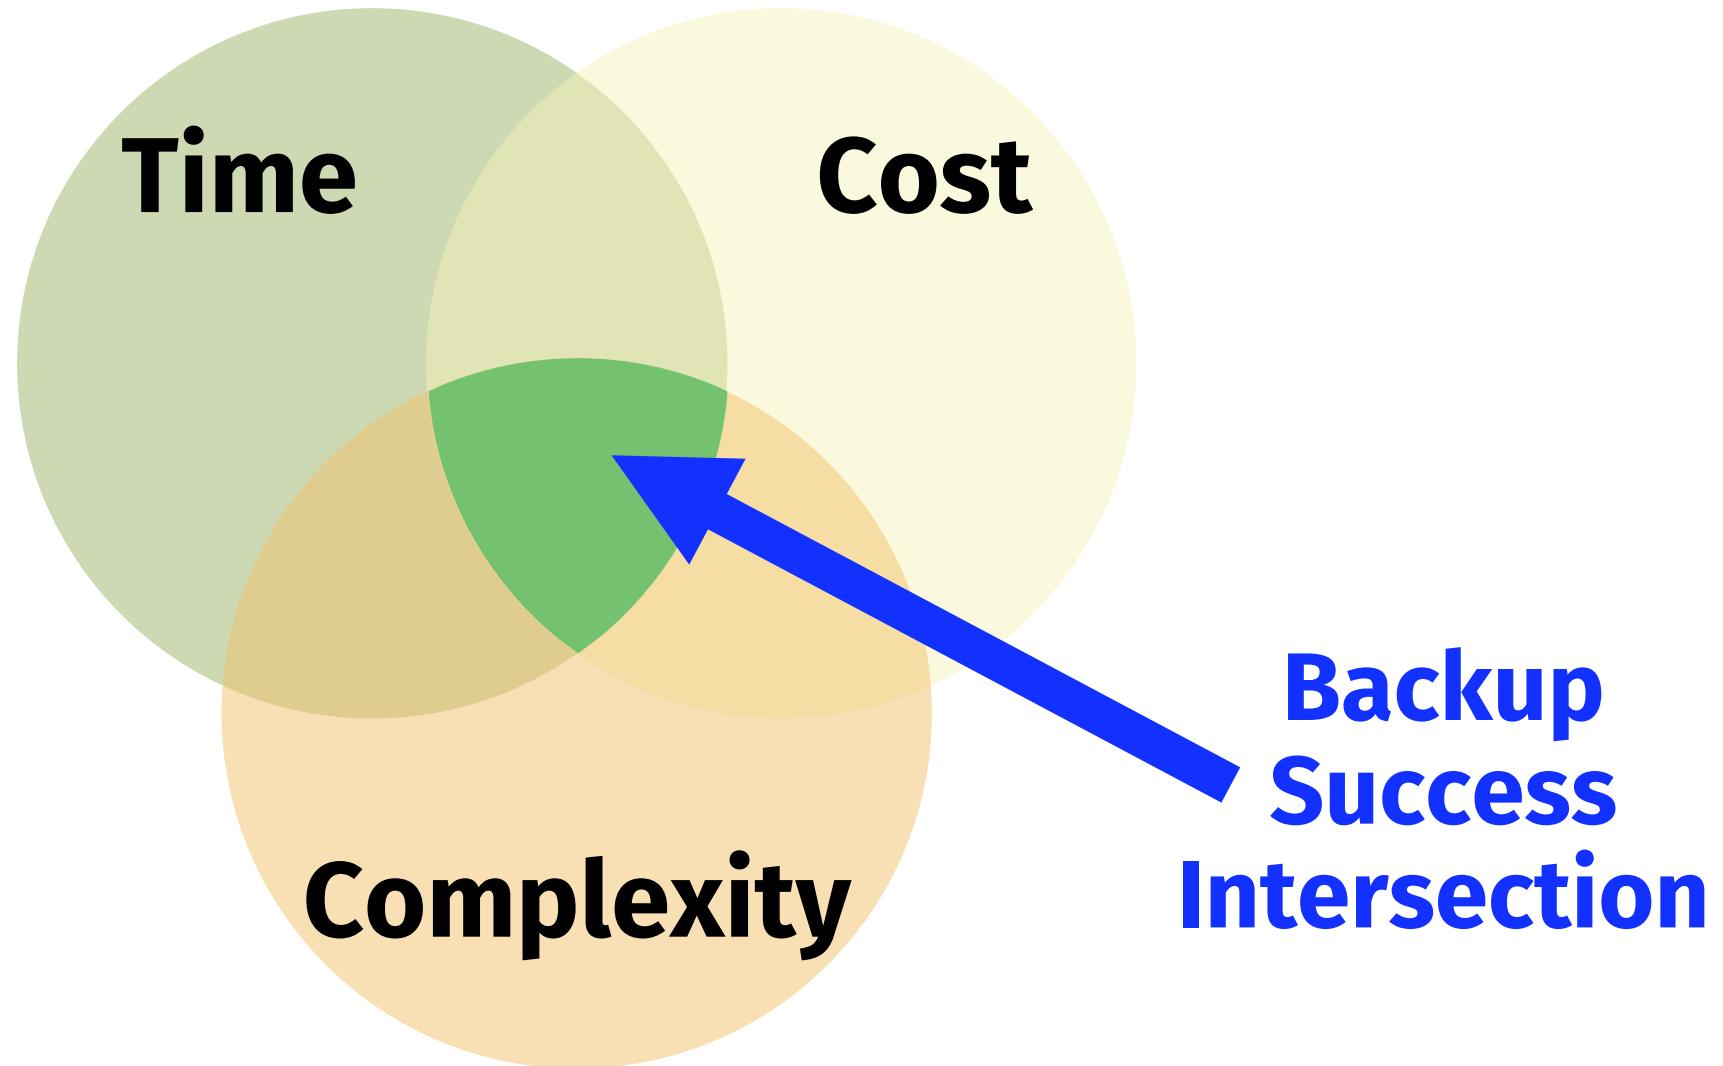 Time
Cost
Complexity
Backup
Success
Intersection